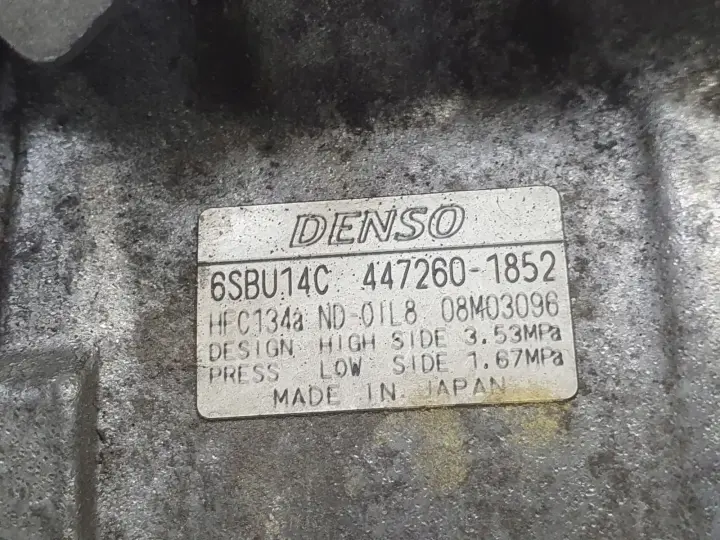 DENSO
6SBU14C 447260-1852
HFC134a ND-OIL8 08M03096
DESIGN HIGH SIDE 3.53MPa
PRESS LOW SIDE 1.67MPa
MADE IN JAPAN